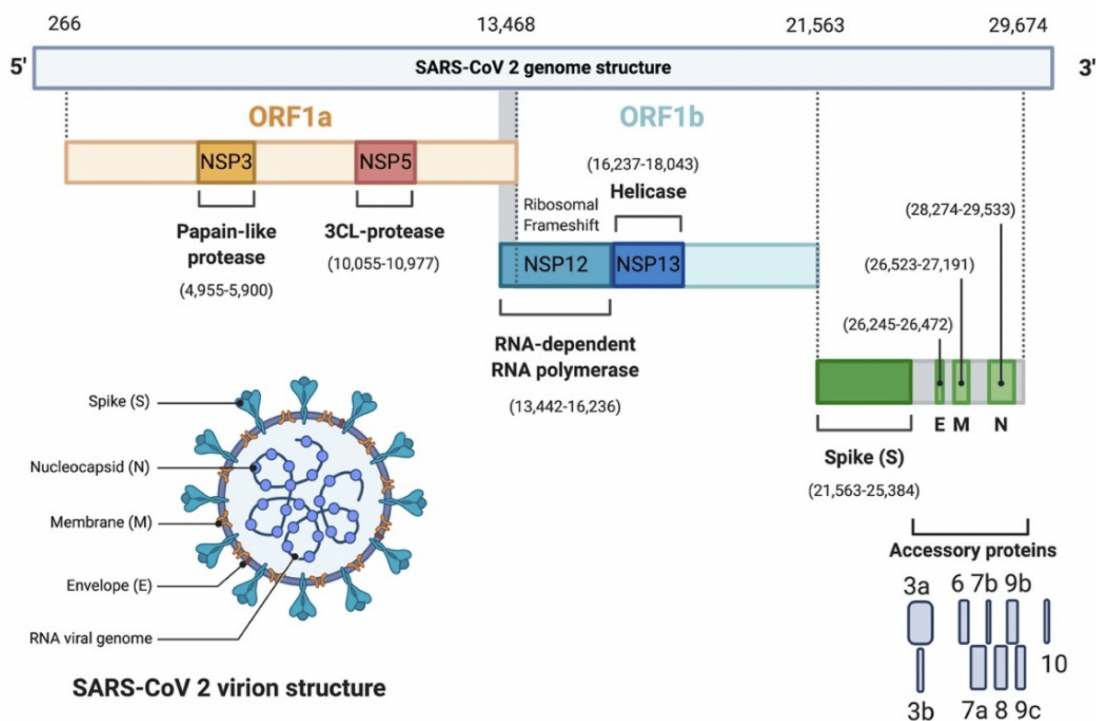 266
13,468
21,563
29,674
5'
SARS-CoV 2 genome structure
3'
ORF1a
ORF1b
NSP3
NSP5
(16,237-18,043)
Helicase
Papain-like
protease
(4,955-5,900)
3CL-protease
(10,055-10,977)
Ribosomal
Frameshift
NSP12
NSP13
(28,274-29,533)
(26,523-27,191)
(26,245-26,472)
RNA-dependent
RNA polymerase
(13,442-16,236)
E M N
Spike (S)
(21,563-25,384)
Accessory proteins
3a
6 7b 9b
10
3b
7a 8 9c
Spike (S)
Nucleocapsid (N)
Membrane (M)
Envelope (E)
RNA viral genome
SARS-CoV 2 virion structure